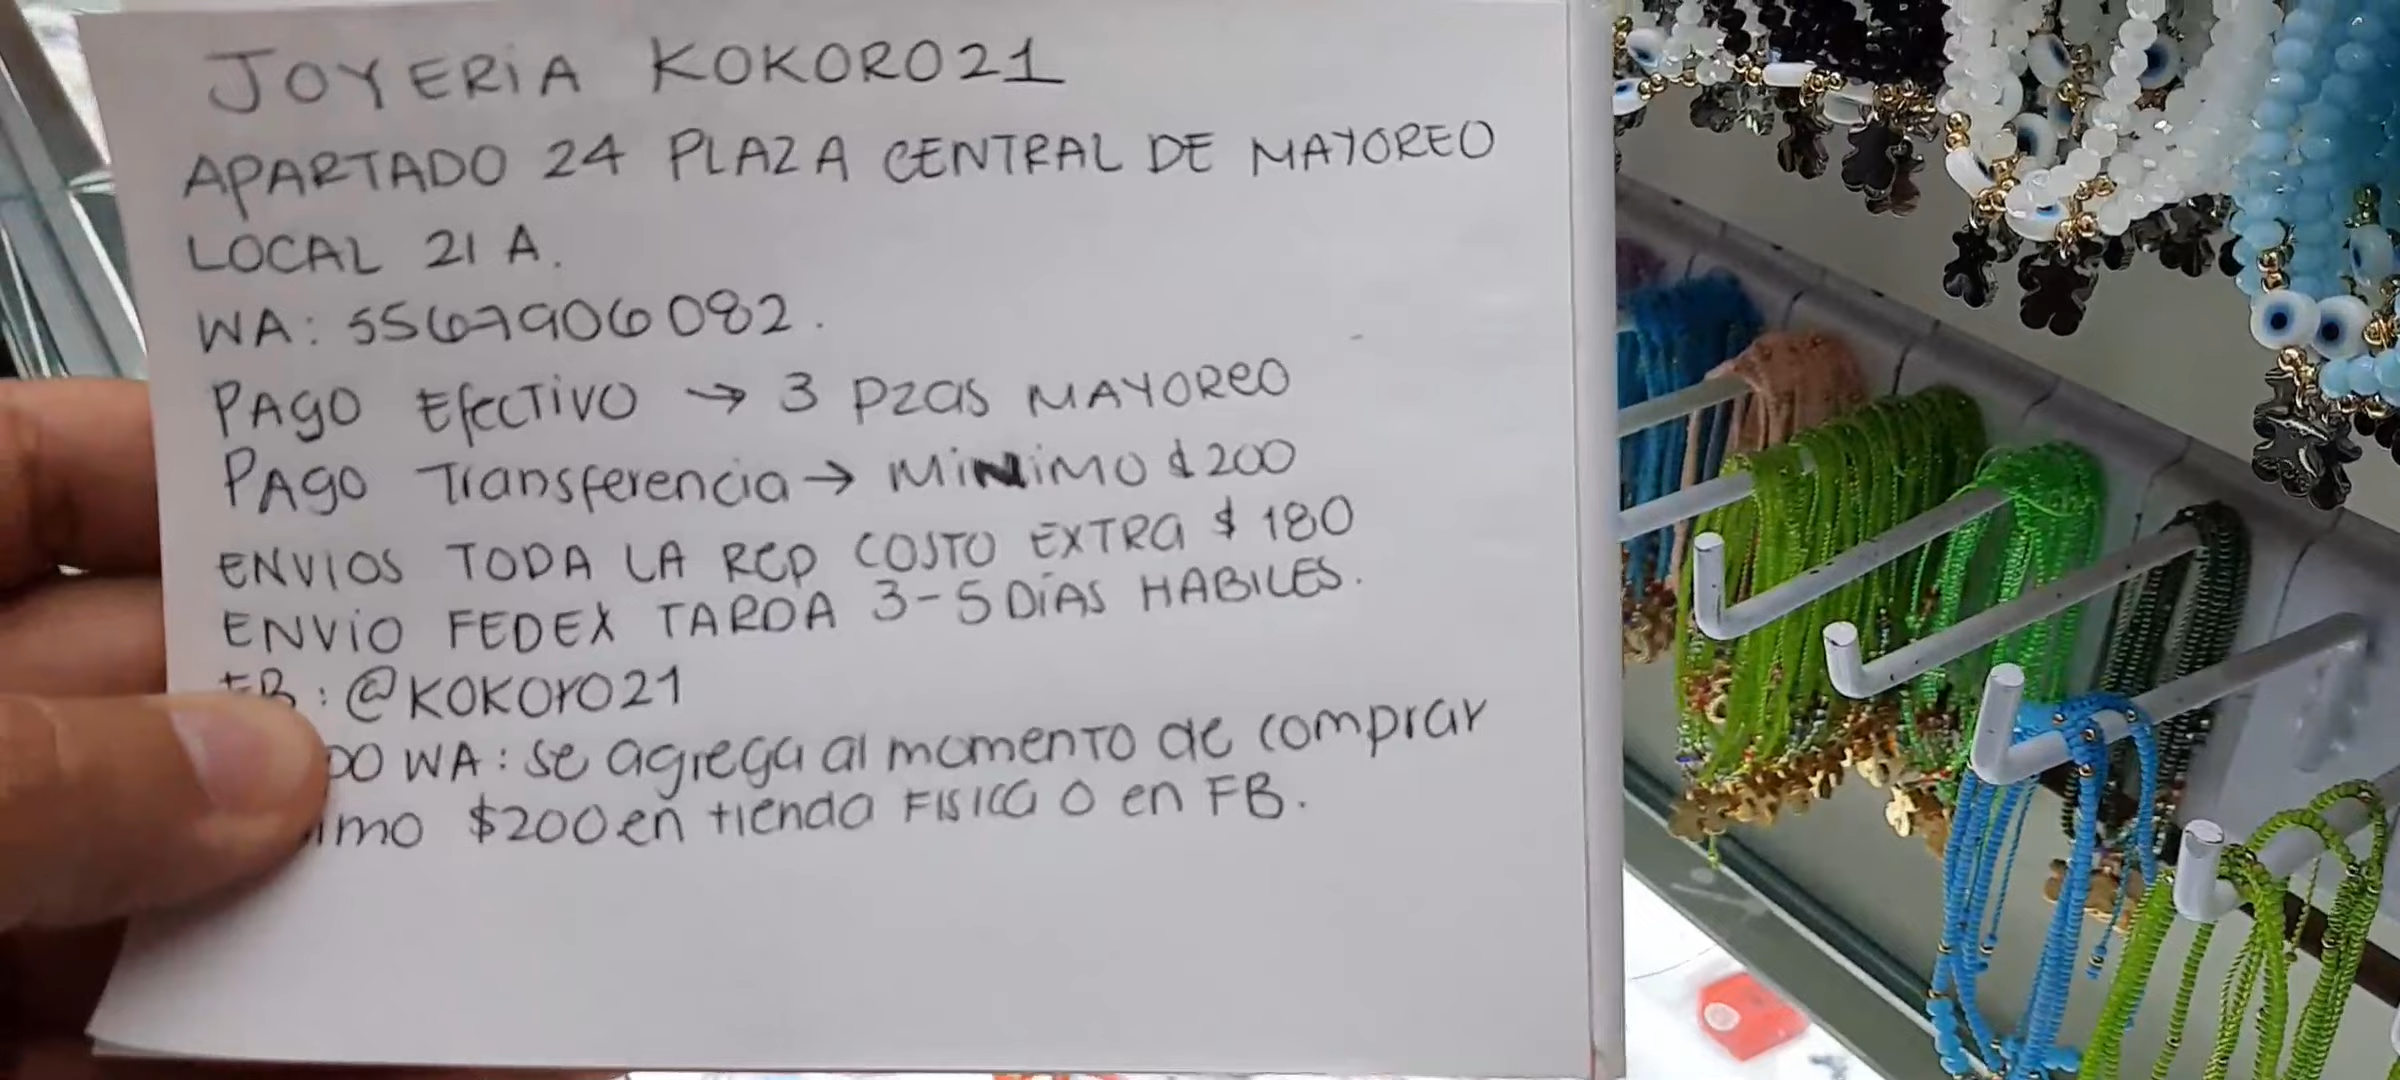 JOYERiA KOKORO21
APARTADO 24 PLAZA CENTRAL DE MAYOREO
LOCAL 21 A.
WA: 5567906082.
PAGO EfecTivo → 3 PZAS MAYOREO
PAGO Transferencia → MiNiMO $200
ENVIOS TODA LA REP COSTO EXTRA $ 180
ENVIO FEDEX TARDA 3-5 DÍAS HABILES.
FB: @KOKOrO21
WA: se agrega al momento de comprar
$200 en tienda FISICA O en FB.